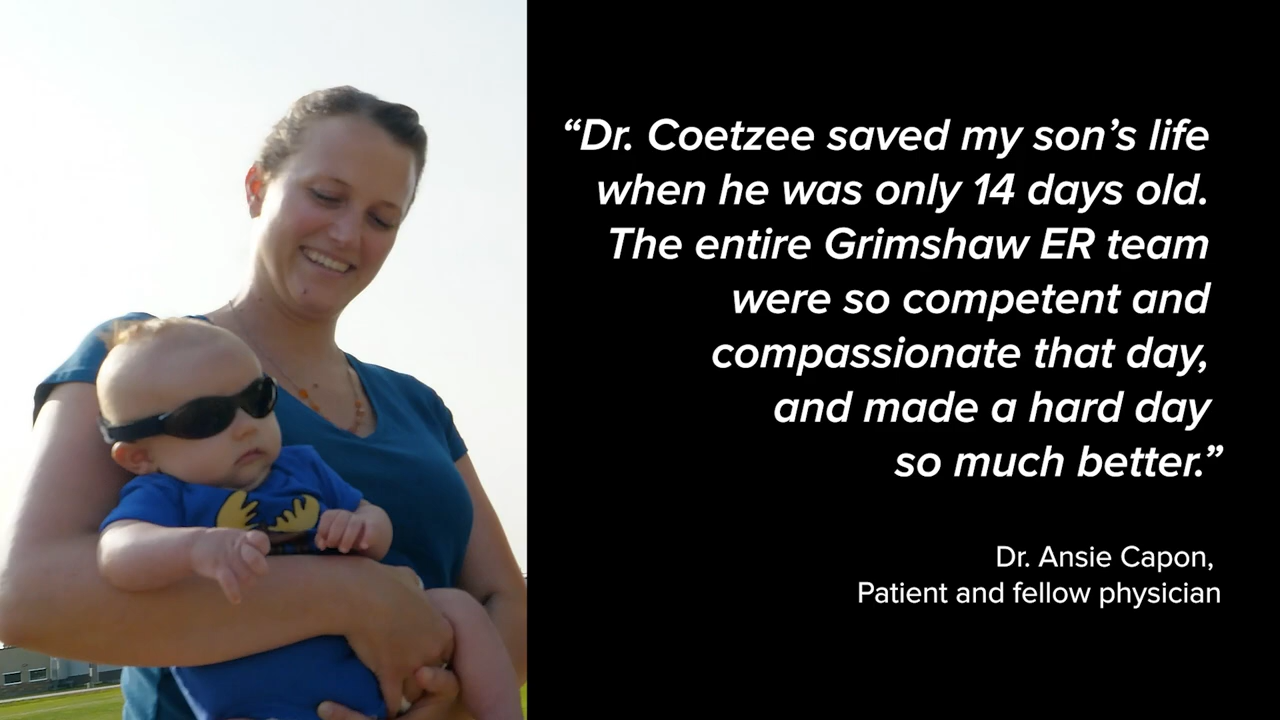 “Dr. Coetzee saved my son’s life
when he was only 14 days old.
The entire Grimshaw ER team
were so competent and
compassionate that day,
and made a hard day
so much better.”
Dr. Ansie Capon,
Patient and fellow physician